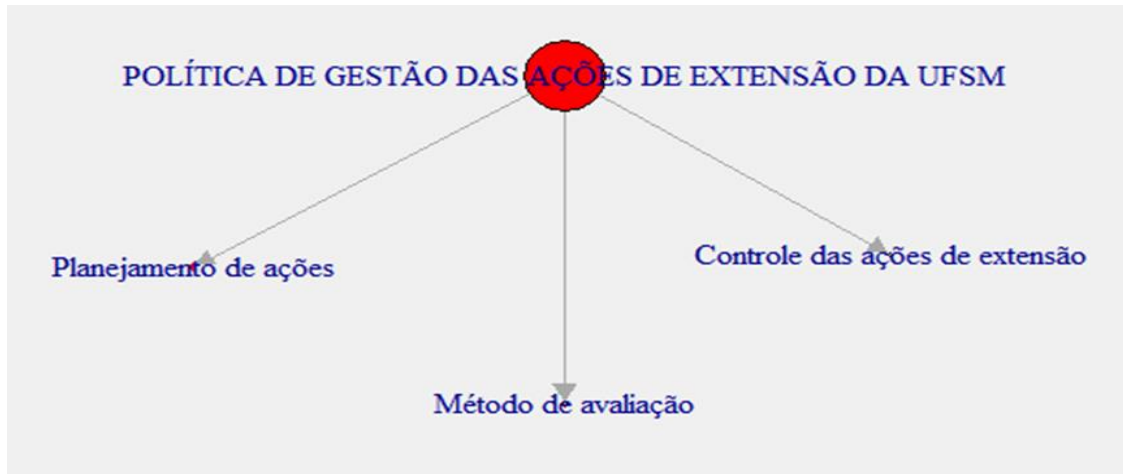 POLÍTICA DE GESTÃO DAS AÇÕES DE EXTENSÃO DA UFSM
Planejamento de ações
Controle das ações de extensão
Método de avaliação